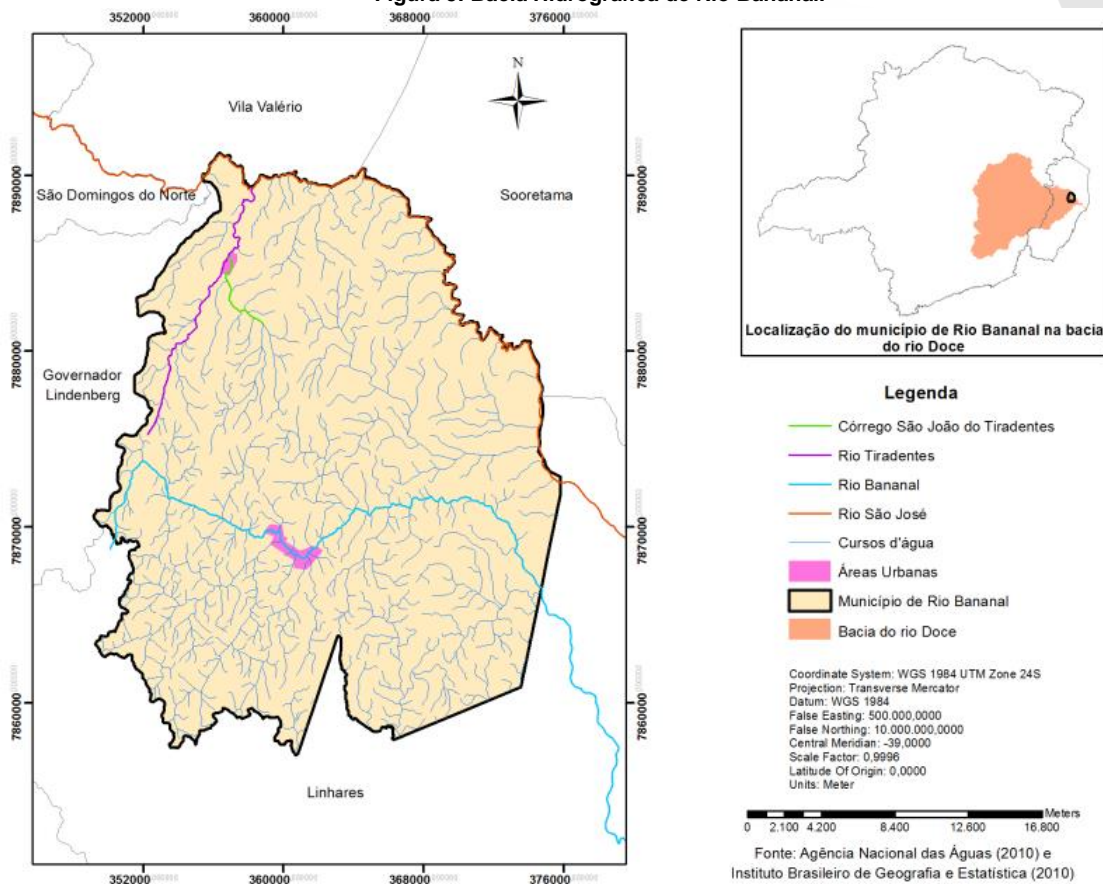 Figura 3: Bacia Hidrográfica do Rio Bananal.
352000
360000
368000
376000
N
Vila Valério
São Domingos do Norte
Sooretama
Governador
Lindenberg
Linhares
7890000
7880000
7870000
7860000
7890000
7880000
7870000
7860000
352000
360000
368000
376000
Localização do município de Rio Bananal na bacia
do rio Doce
Legenda
Córrego São João do Tiradentes
Rio Tiradentes
Rio Bananal
Rio São José
Cursos d'água
Áreas Urbanas
Município de Rio Bananal
Bacia do rio Doce
Coordinate System: WGS 1984 UTM Zone 24S
Projection: Transverse Mercator
Datum: WGS 1984
False Easting: 500.000,0000
False Northing: 10.000.000,0000
Central Meridian: -39,0000
Scale Factor: 0,9996
Latitude Of Origin: 0,0000
Units: Meter
Meters
0 2.100 4.200 8.400 12.600 16.800
Fonte: Agência Nacional das Águas (2010) e
Instituto Brasileiro de Geografia e Estatística (2010)